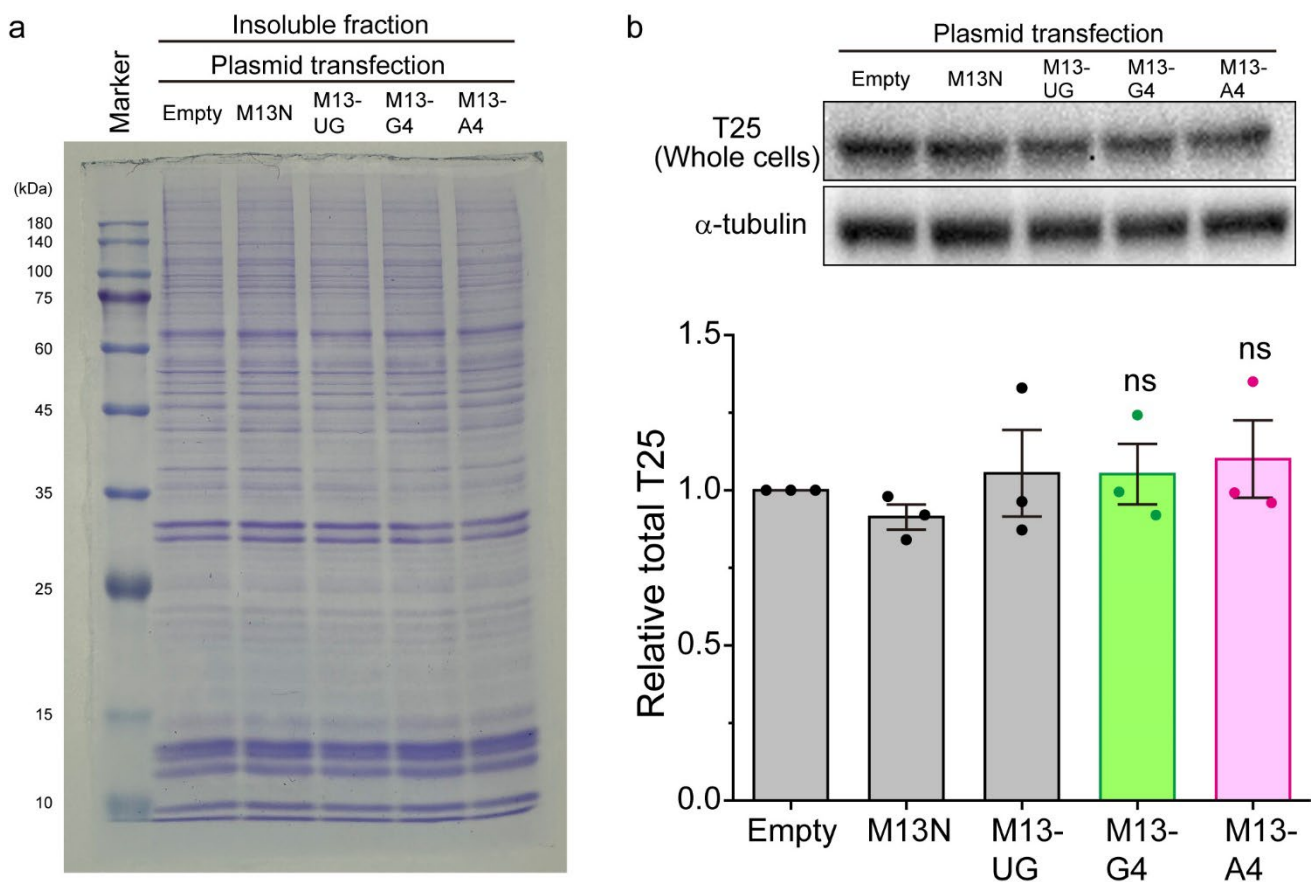 a
Insoluble fraction
Plasmid transfection
Marker
Empty
M13N
M13-
UG
M13-
G4
M13-
A4
(kDa)
180
140
100
75
60
45
35
25
15
10
b
Plasmid transfection
Empty
M13N
M13-
UG
M13-
G4
M13-
A4
T25
(Whole cells)
α-tubulin
Relative total T25
1.5
1.0
0.5
0.0
ns
ns
Empty
M13N
M13-
UG
M13-
G4
M13-
A4